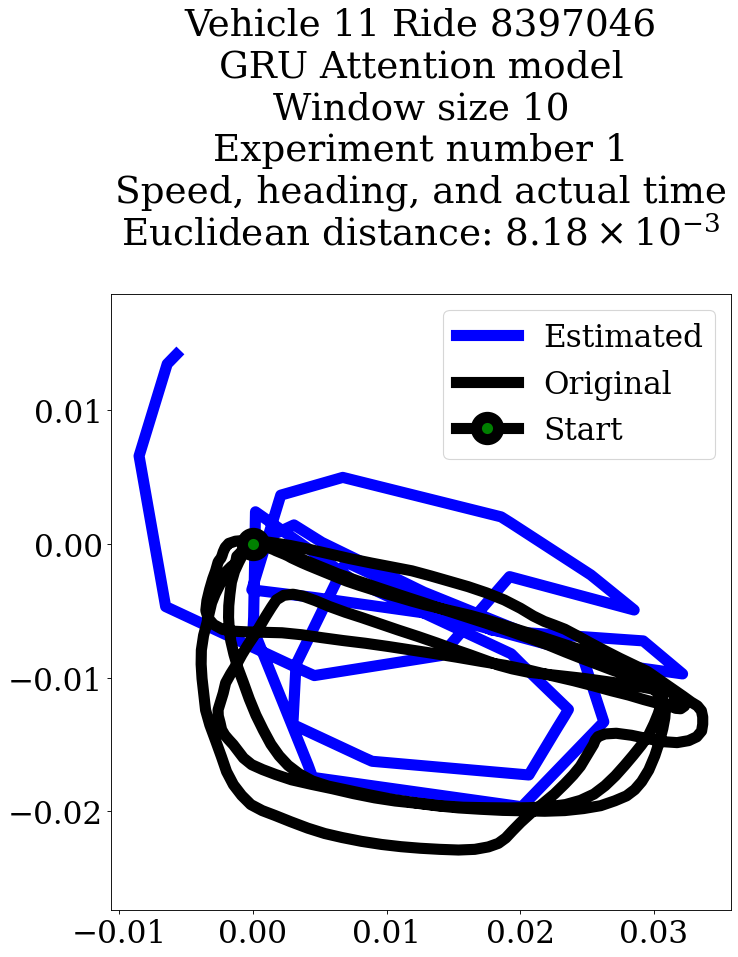 Vehicle 11 Ride 8397046
GRU Attention model
Window size 10
Experiment number 1
Speed, heading, and actual time
Euclidean distance: 8.18 × 10⁻³
Estimated
Original
Start
0.01
0.00
−0.01
−0.02
−0.01 0.00 0.01 0.02 0.03